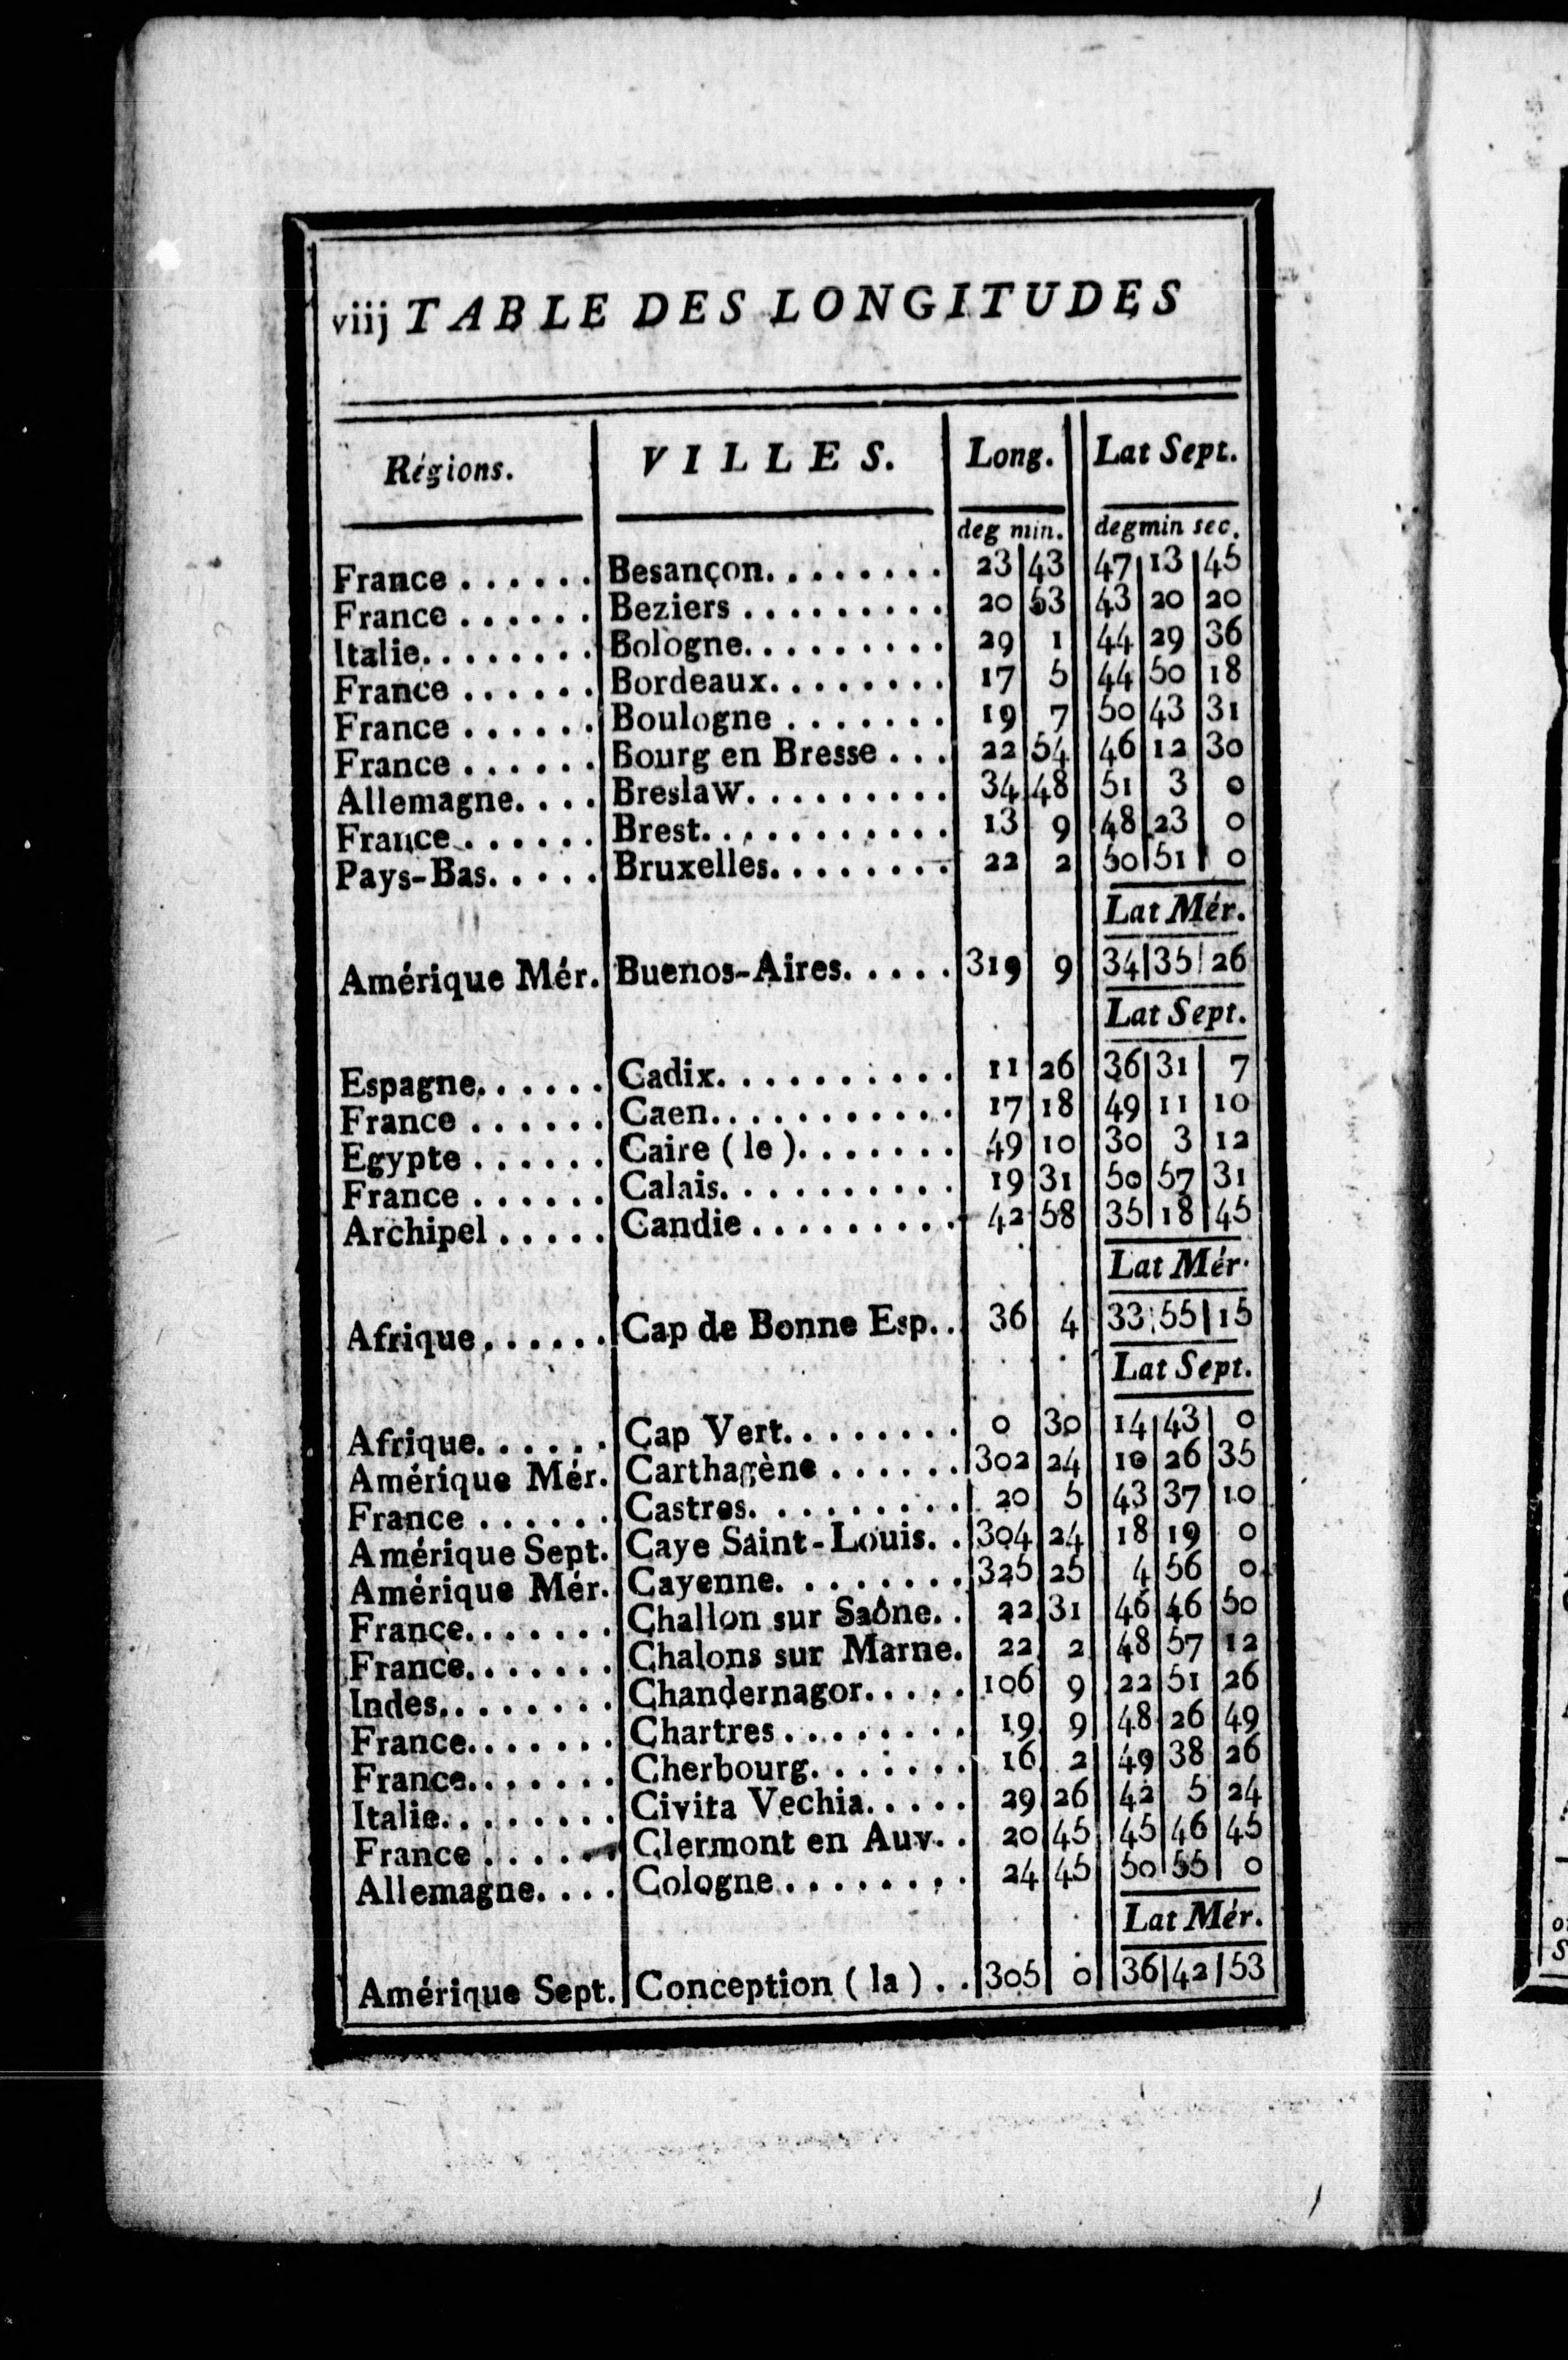 viij TABLE DES LONGITUDES
Régions. VILLES. Long. Lat Sept.
deg min. deg min sec.
France ...... Besançon........ 23 43 47 13 45
France ...... Beziers ......... 20 53 43 20 20
Italie........ Bologne......... 29 1 44 29 36
France ...... Bordeaux........ 17 5 44 50 18
France ...... Boulogne ....... 19 7 50 43 31
France ...... Bourg en Bresse ... 22 54 46 12 30
Allemagne.... Breslaw......... 34 48 51 3 0
France....... Brest........... 13 9 48 23 0
Pays-Bas..... Bruxelles........ 22 2 50 51 0
Lat Mér.
Amérique Mér. Buenos-Aires..... 319 9 34 35 26
Lat Sept.
Espagne...... Cadix.......... 11 26 36 31 7
France ...... Caen........... 17 18 49 11 10
Egypte ...... Caire ( le )....... 49 10 30 3 12
France ...... Calais.......... 19 31 50 57 31
Archipel ..... Candie ......... 42 58 35 18 45
Lat Mér.
Afrique...... Cap de Bonne Esp.. 36 4 33 55 15
Lat Sept.
Afrique...... Cap Vert........ 0 30 14 43 0
Amérique Mér. Carthagène ...... 302 24 10 26 35
France ...... Castres......... 20 5 43 37 10
Amérique Sept. Caye Saint-Louis. . 304 24 18 19 0
Amérique Mér. Cayenne. ....... 325 25 4 56 0
France....... Challon sur Saône. . 22 31 46 46 50
France....... Chalons sur Marne. 22 2 48 57 12
Indes........ Chandernagor..... 106 9 22 51 26
France....... Chartres........ 19 9 48 26 49
France....... Cherbourg....... 16 2 49 38 26
Italie........ Civita Vechia..... 29 26 42 5 24
France ..... Clermont en Auv. . 20 45 45 46 45
Allemagne.... Cologne........ 24 45 50 55 0
Lat Mér.
Amérique Sept. Conception ( la ) . . 305 0 36 42 53